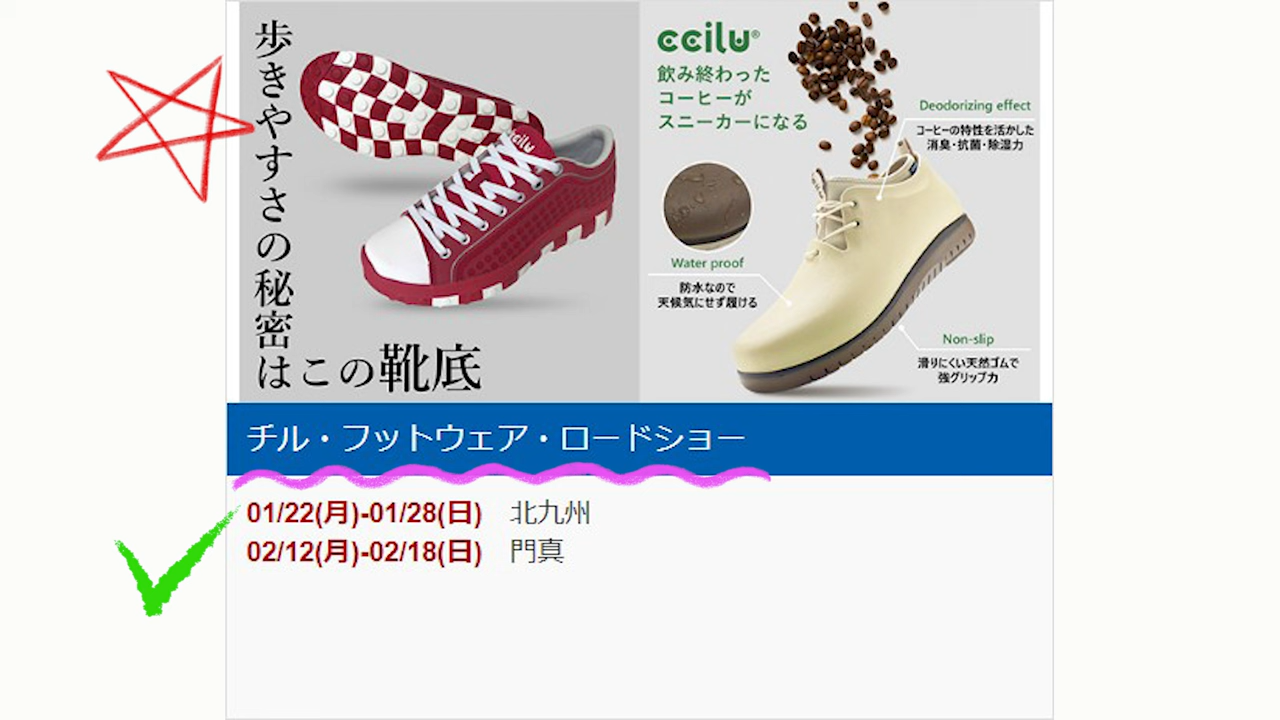 歩きやすさの秘密はこの靴底
ccilu
ccilu®
飲み終わった
コーヒーが
スニーカーになる
Deodorizing effect
コーヒーの特性を活かした
消臭・抗菌・除湿力
Water proof
防水なので
天候気にせず履ける
Non-slip
滑りにくい天然ゴムで
強グリップ力
チル・フットウェア・ロードショー
01/22(月)-01/28(日) 北九州
02/12(月)-02/18(日) 門真